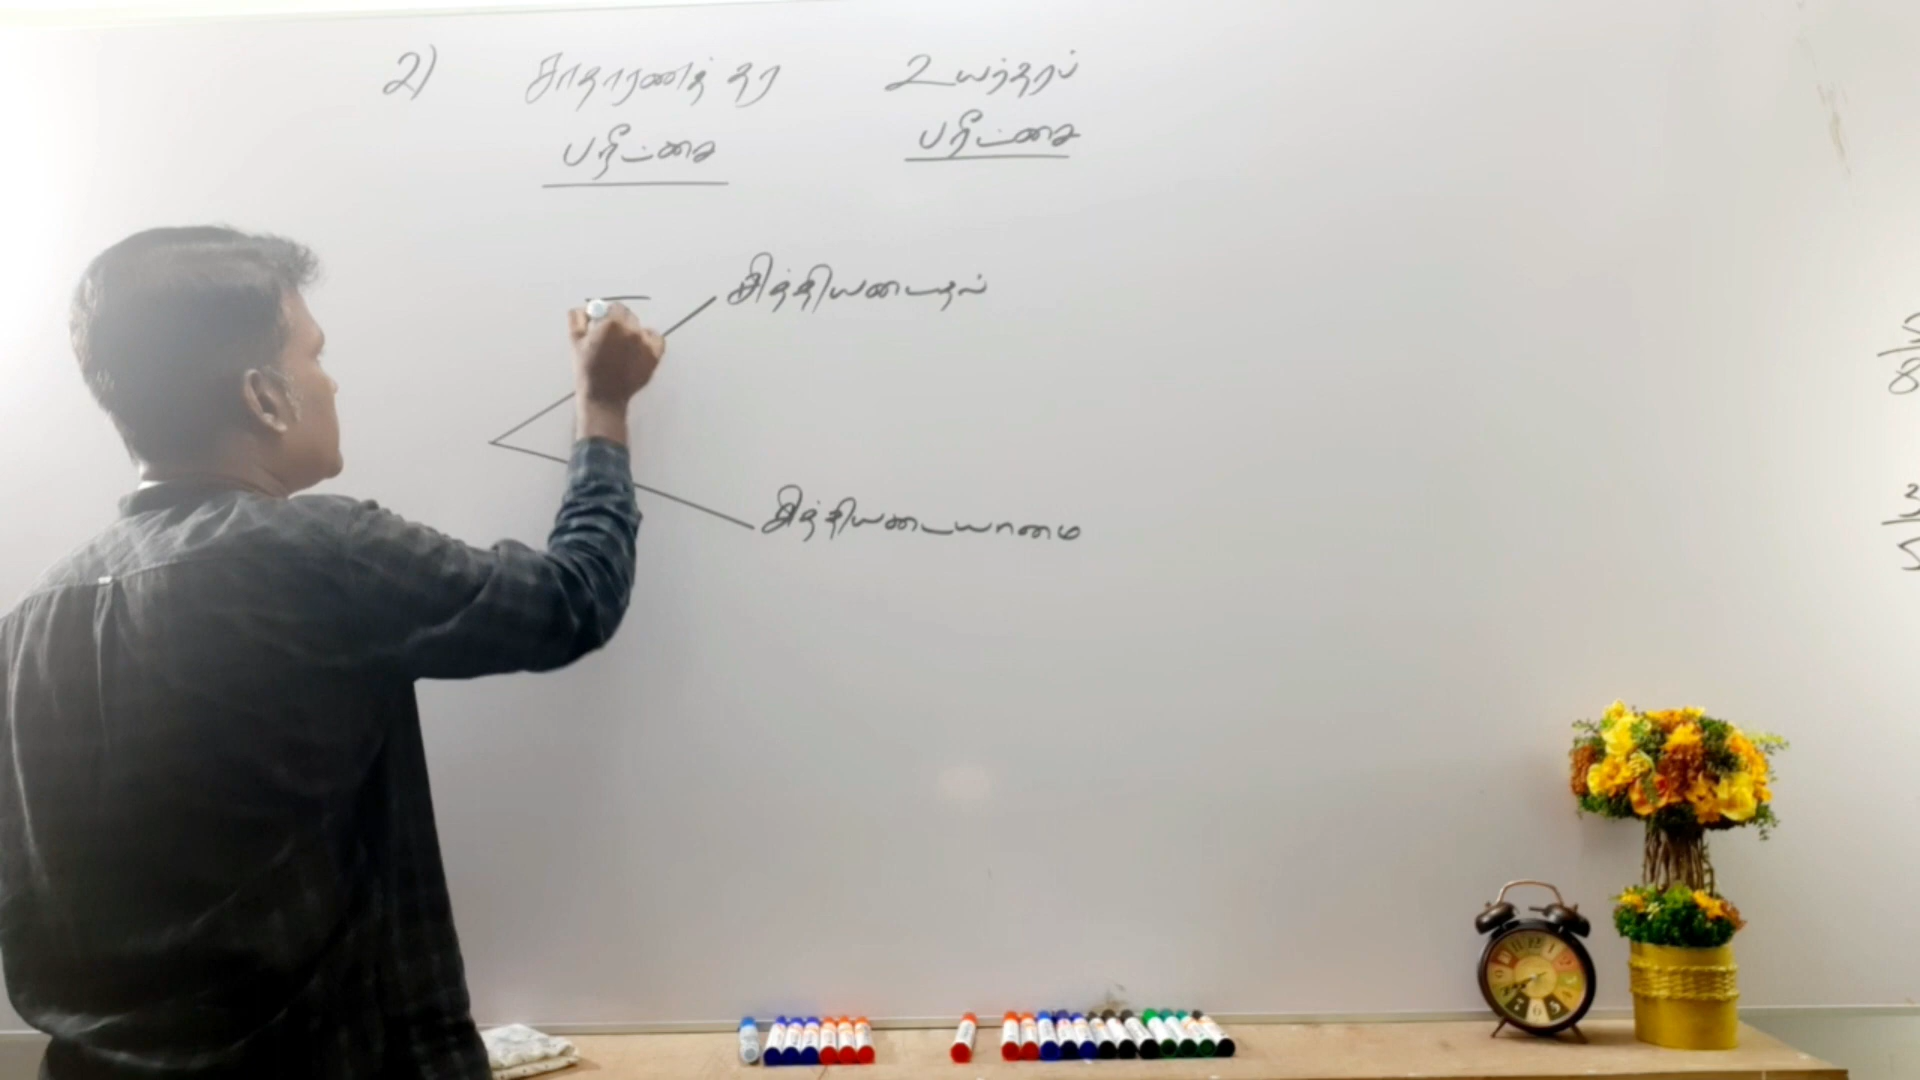 2) சாதாரணத் தர உயர்தரப்
பரீட்சை பரீட்சை
சித்தியடைதல்
சித்தியடையாமை